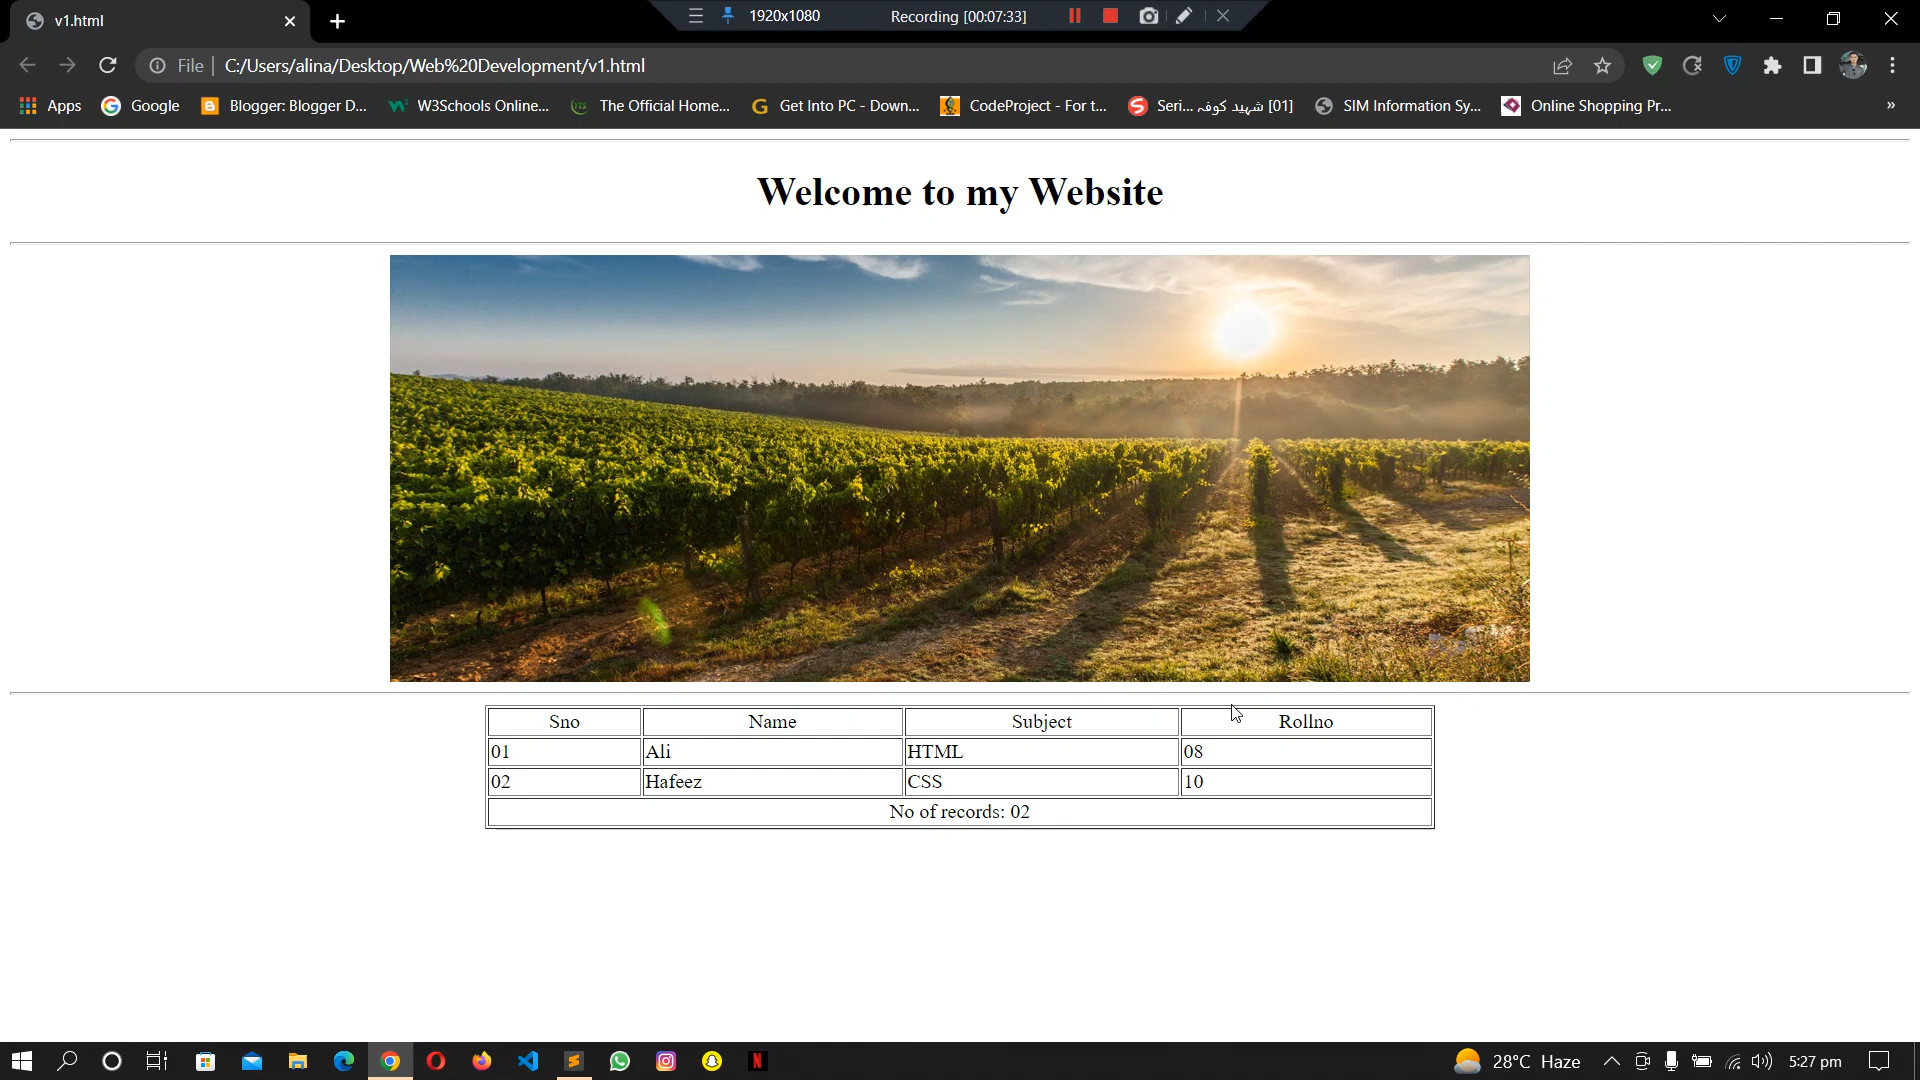 v1.html
1920x1080 Recording [00:07:33]
File C:/Users/alina/Desktop/Web%20Development/v1.html
Apps Google Blogger: Blogger D... W3Schools Online... The Official Home... Get Into PC - Down... CodeProject - For t... Seri... شهید کوفہ [01] SIM Information Sy... Online Shopping Pr... »
Welcome to my Website
Sno Name Subject Rollno
01 Ali HTML 08
02 Hafeez CSS 10
No of records: 02
28°C Haze 5:27 pm